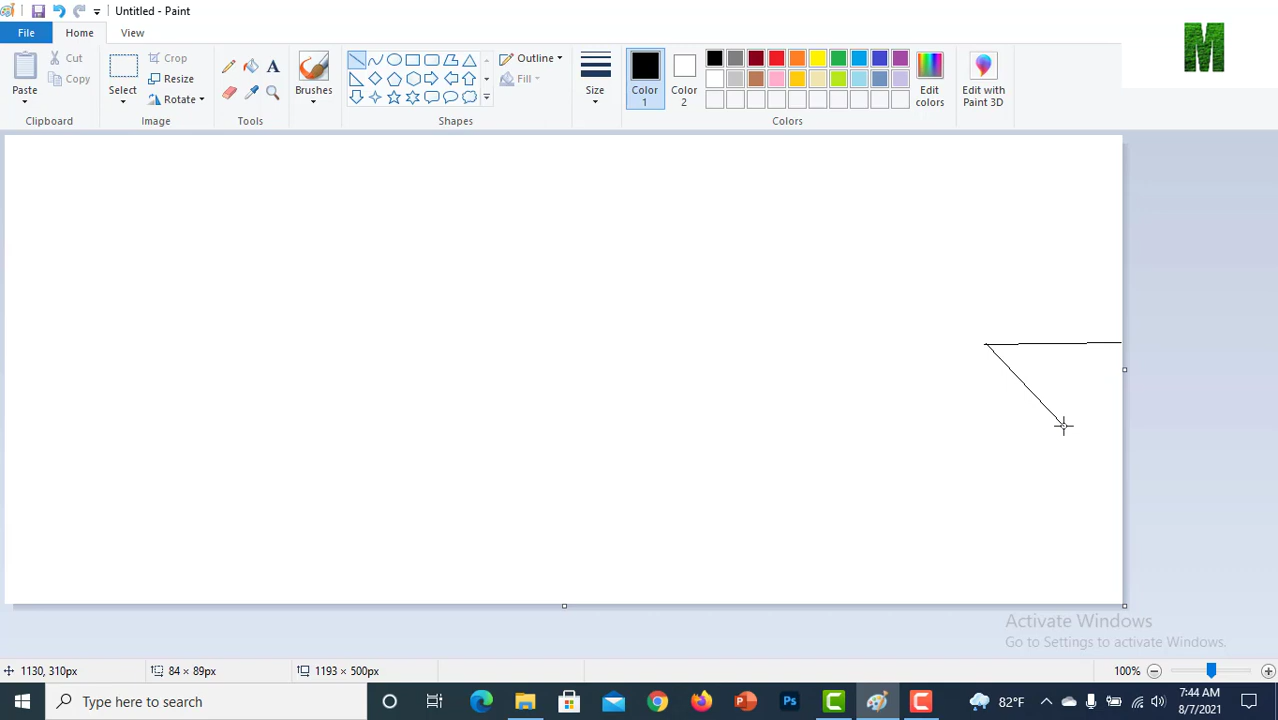 Untitled - Paint
File
Home
View
Paste
Cut
Copy
Clipboard
Select
Crop
Resize
Rotate
Image
A
Tools
Brushes
Shapes
Outline
Fill
Size
Color 1
Color 2
Colors
Edit colors
Edit with Paint 3D
M
Activate Windows
Go to Settings to activate Windows.
1130, 310px
84 × 89px
1193 × 500px
100%
Type here to search
P
Ps
C
C
82°F
7:44 AM
8/7/2021